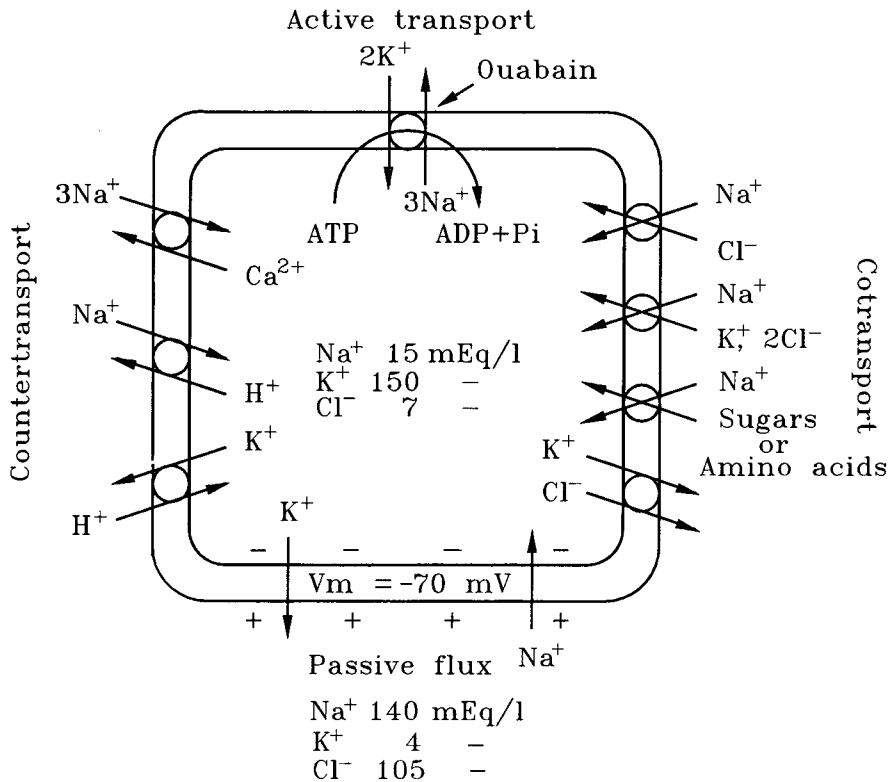 Active transport
2K⁺
Ouabain
3Na⁺
ATP
ADP+Pi
3Na⁺
Ca²⁺
Na⁺
H⁺
K⁺
H⁺
Countertransport
Na⁺ 15 mEq/l
K⁺ 150 –
Cl⁻ 7 –
Na⁺
Cl⁻
Na⁺
K⁺, 2Cl⁻
Na⁺
Sugars
or
Amino acids
K⁺
Cl⁻
Cotransport
K⁺
– – – –
Vm = -70 mV
+ + + +
Passive flux
Na⁺
Na⁺ 140 mEq/l
K⁺ 4 –
Cl⁻ 105 –